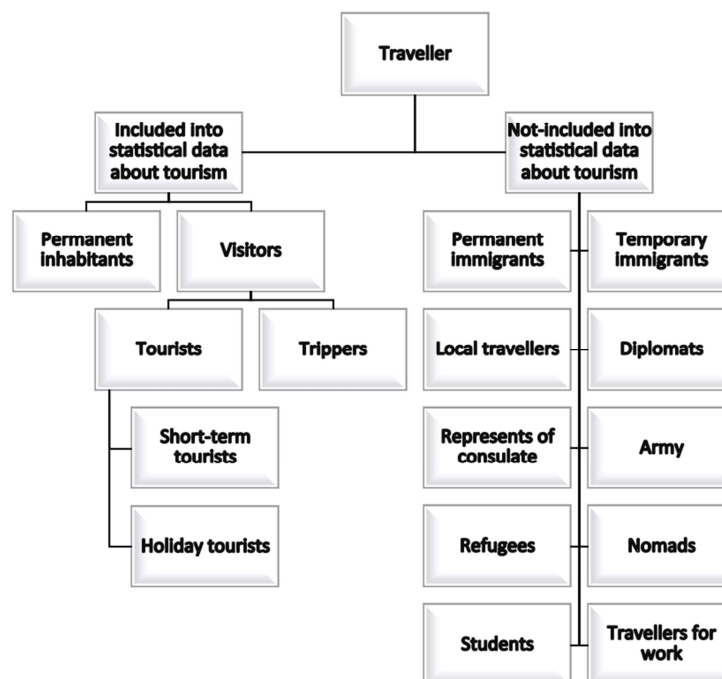 Traveller
Included into
statistical data
about tourism
Not-included into
statistical data
about tourism
Permanent
inhabitants
Visitors
Permanent
immigrants
Temporary
immigrants
Tourists
Trippers
Local travellers
Diplomats
Short-term
tourists
Represents of
consulate
Army
Holiday tourists
Refugees
Nomads
Students
Travellers for
work